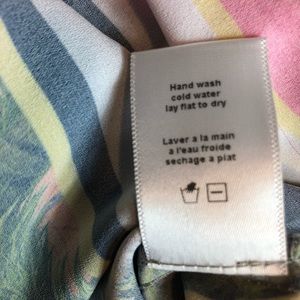 Hand wash
cold water
lay flat to dry
Laver a la main
a l'eau froide
sechage a plat